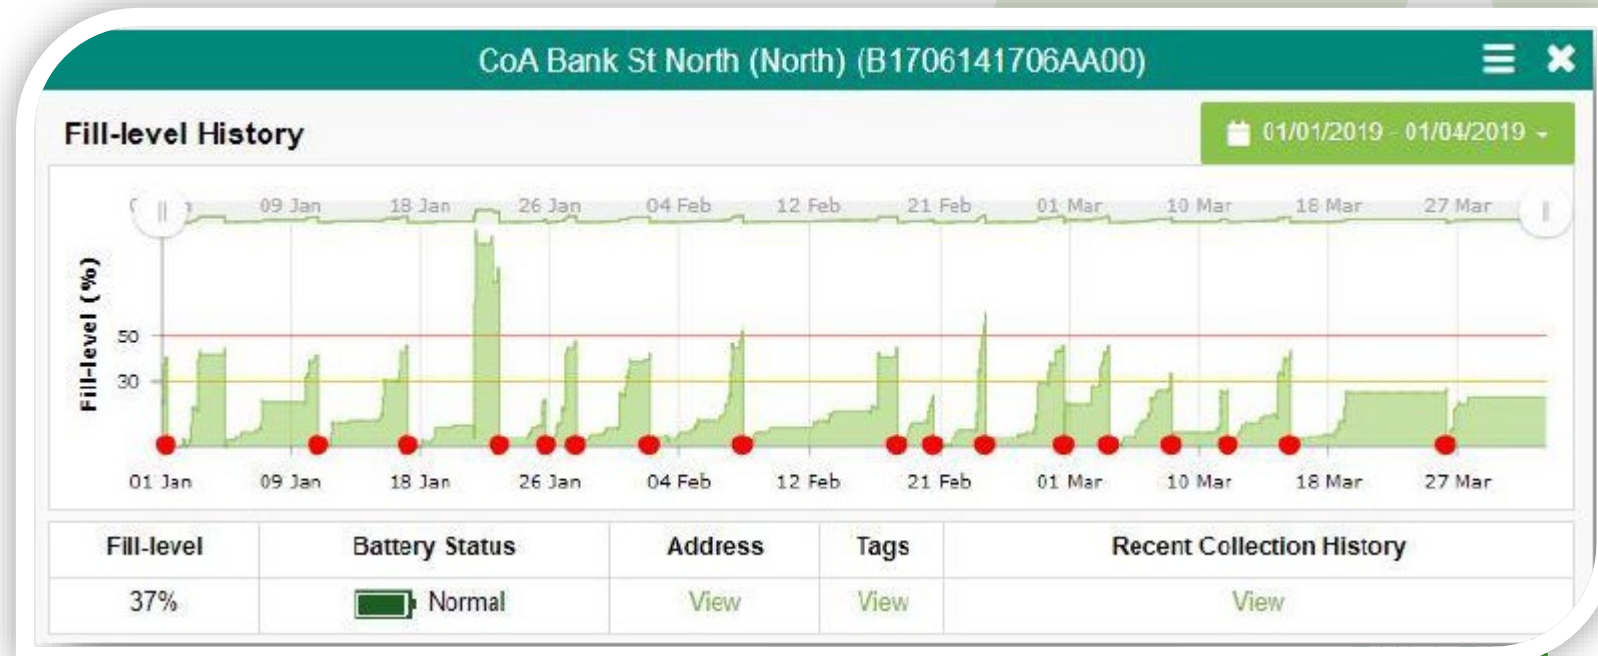 CoA Bank St North (North) (B1706141706AA00)
Fill-level History
01/01/2019 - 01/04/2019
09 Jan 18 Jan 26 Jan 04 Feb 12 Feb 21 Feb 01 Mar 10 Mar 18 Mar 27 Mar
Fill-level (%)
50
30
01 Jan 09 Jan 18 Jan 26 Jan 04 Feb 12 Feb 21 Feb 01 Mar 10 Mar 18 Mar 27 Mar
Fill-level Battery Status Address Tags Recent Collection History
37% Normal View View View